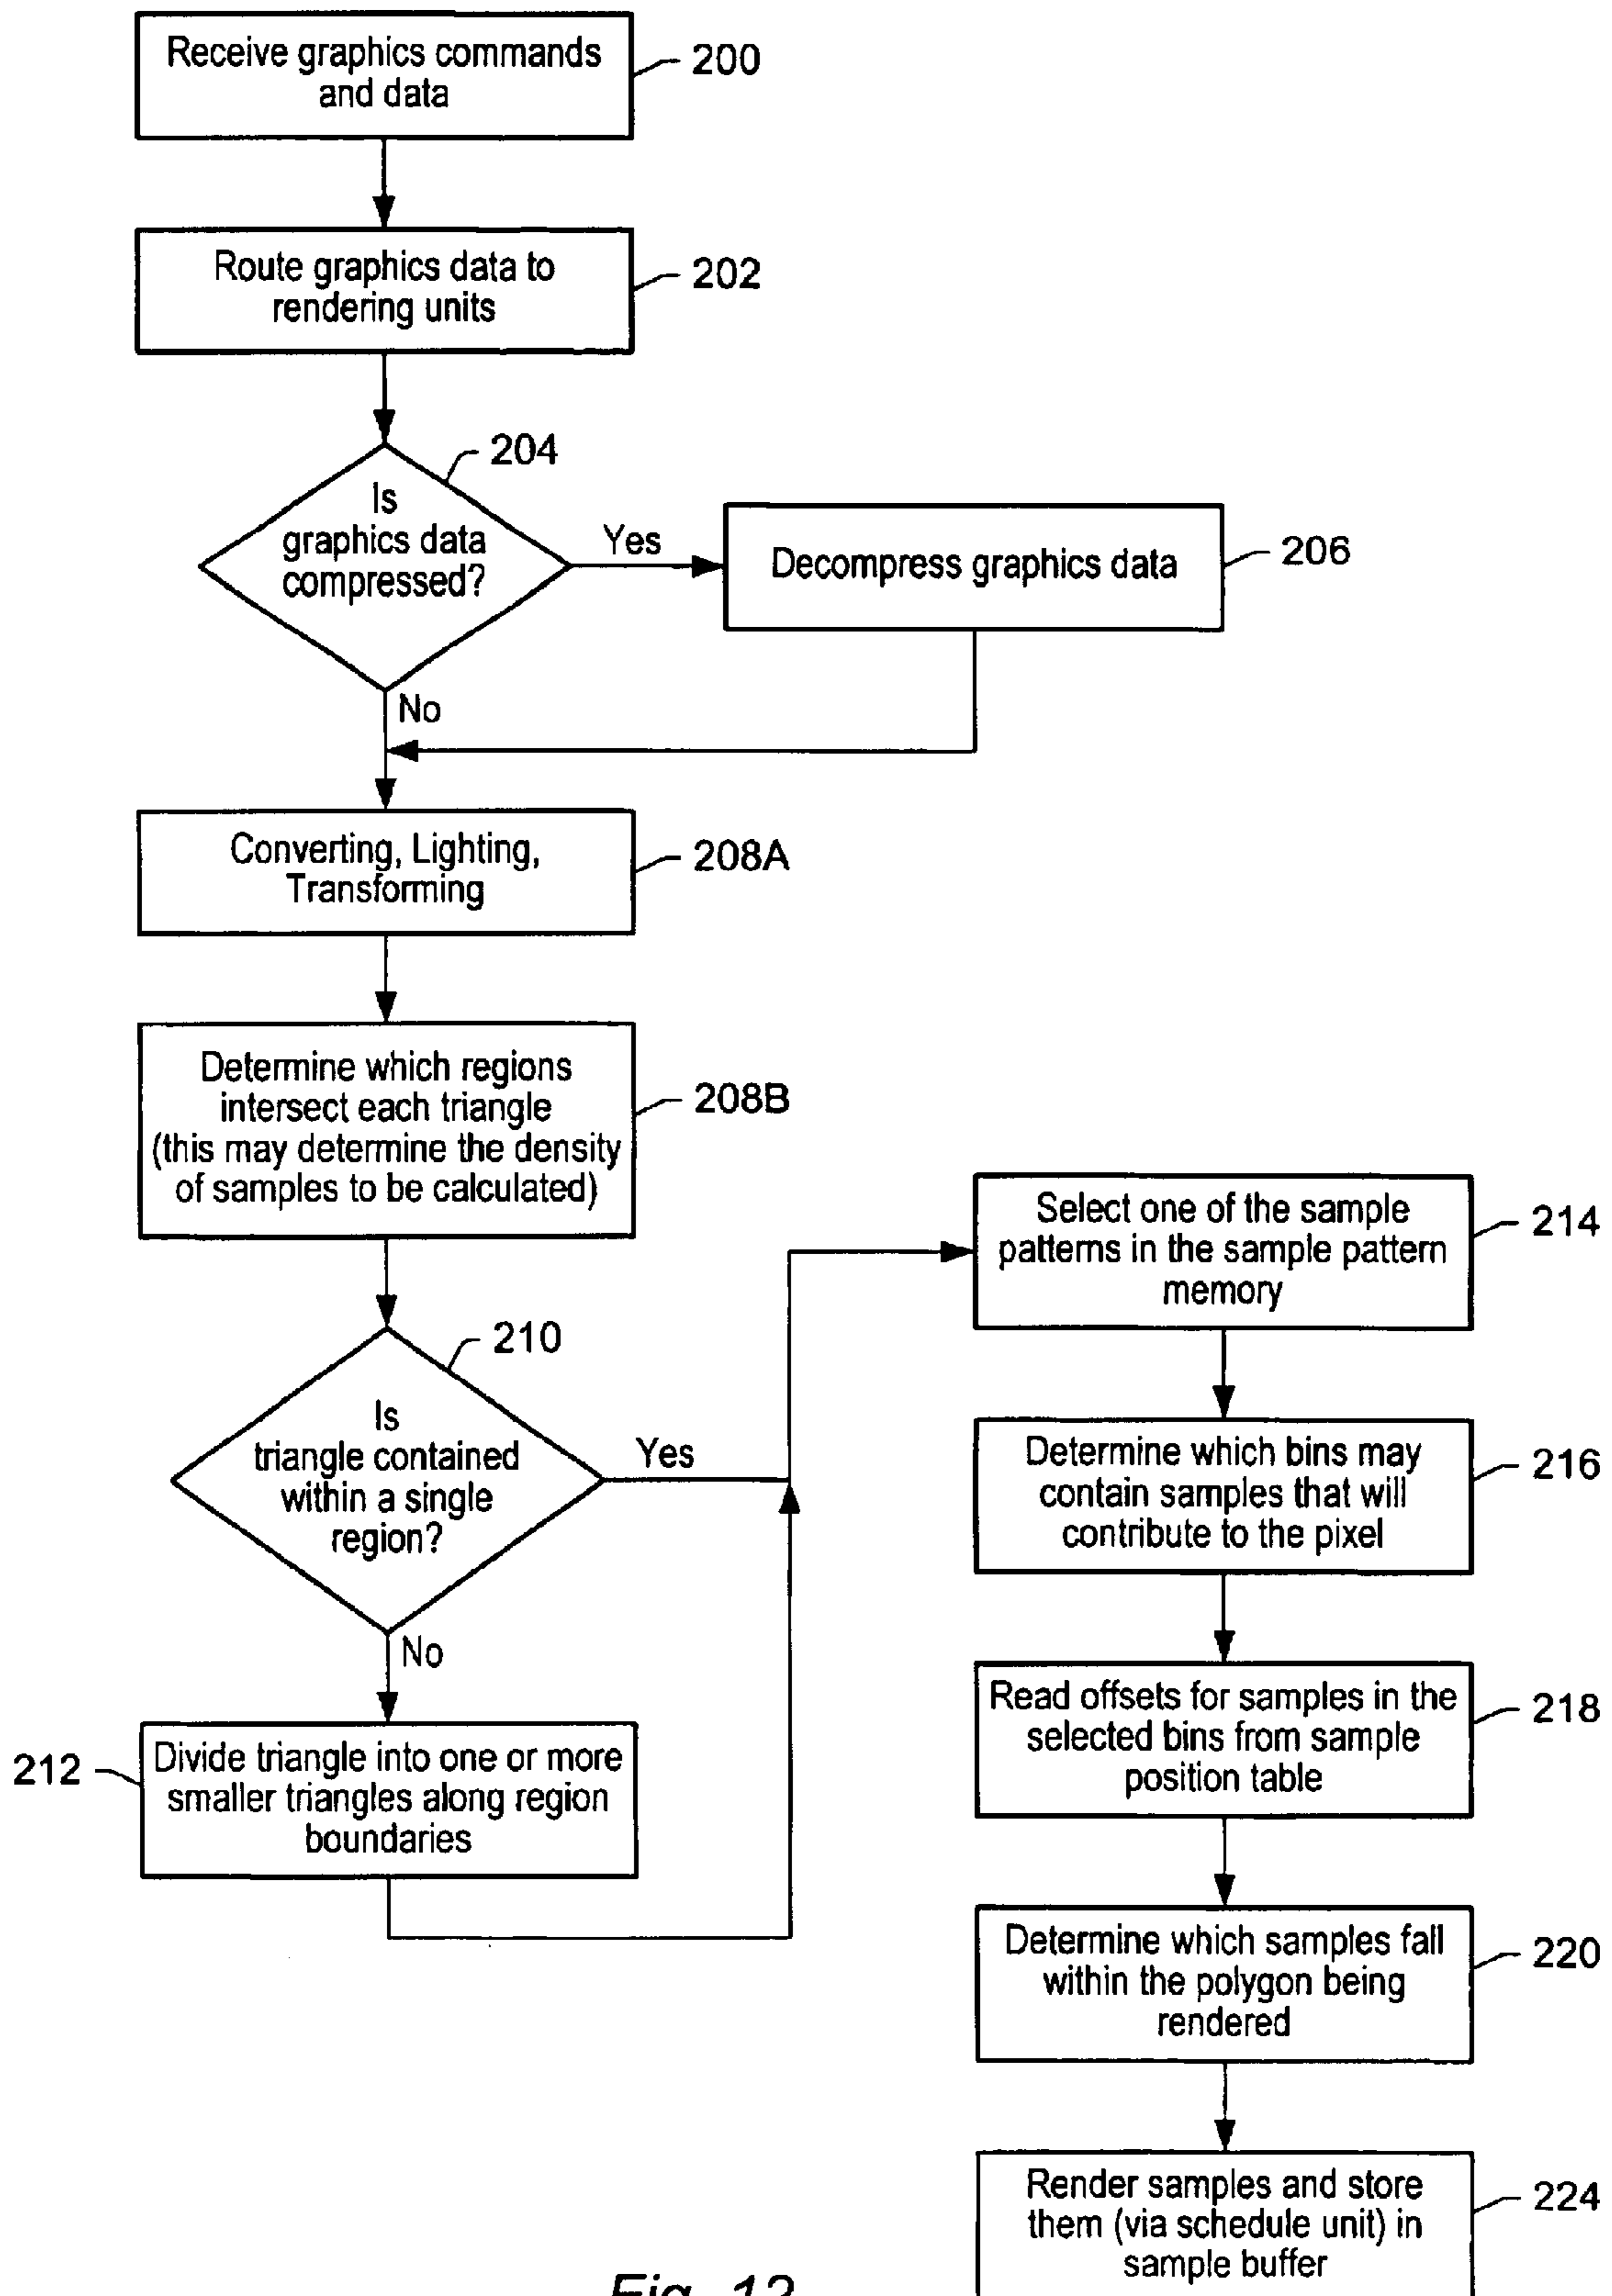 Receive graphics commands
and data
200
Route graphics data to
rendering units
202
204
Is
graphics data
compressed?
Yes
Decompress graphics data
206
No
Converting, Lighting,
Transforming
208A
Determine which regions
intersect each triangle
(this may determine the density
of samples to be calculated)
208B
210
Is
triangle contained
within a single
region?
Yes
No
212
Divide triangle into one or more
smaller triangles along region
boundaries
Select one of the sample
patterns in the sample pattern
memory
214
Determine which bins may
contain samples that will
contribute to the pixel
216
Read offsets for samples in the
selected bins from sample
position table
218
Determine which samples fall
within the polygon being
rendered
220
Render samples and store
them (via schedule unit) in
sample buffer
224
Fig. 12